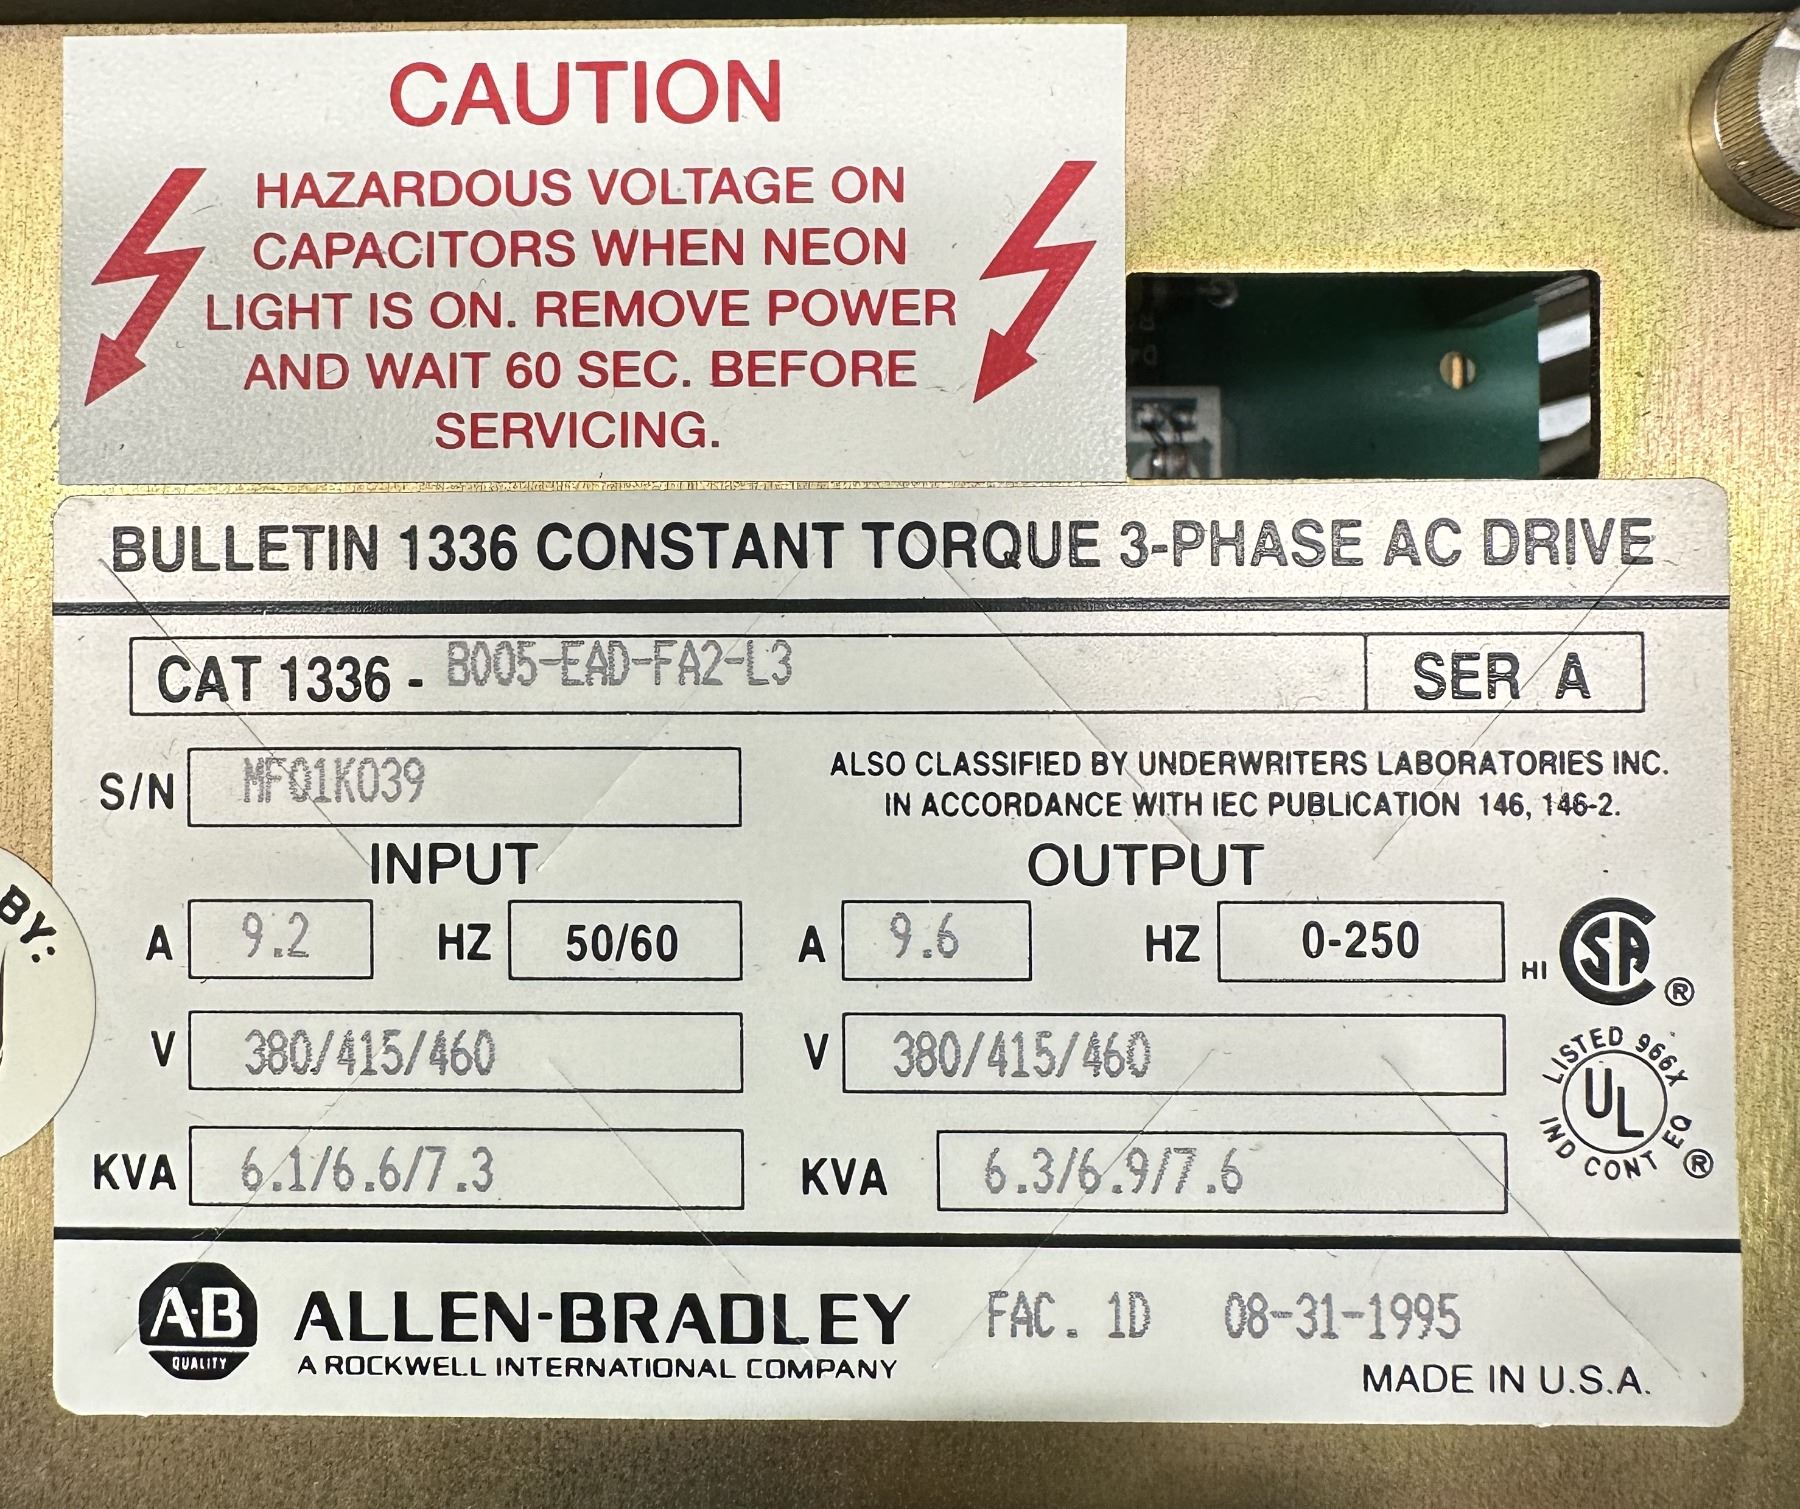 CAUTION
HAZARDOUS VOLTAGE ON
CAPACITORS WHEN NEON
LIGHT IS ON. REMOVE POWER
AND WAIT 60 SEC. BEFORE
SERVICING.
BULLETIN 1336 CONSTANT TORQUE 3-PHASE AC DRIVE
CAT 1336 - B005-EAD-FA2-L3 SER A
S/N MF01K039
ALSO CLASSIFIED BY UNDERWRITERS LABORATORIES INC.
IN ACCORDANCE WITH IEC PUBLICATION 146, 146-2.
INPUT OUTPUT
A 9.2 HZ 50/60 A 9.6 HZ 0-250
HI SA ®
V 380/415/460 V 380/415/460
LISTED 966X
UL
IND CONT EQ ®
KVA 6.1/6.6/7.3 KVA 6.3/6.9/7.6
BY:
A-B
QUALITY
ALLEN-BRADLEY
A ROCKWELL INTERNATIONAL COMPANY
FAC. 1D 08-31-1995
MADE IN U.S.A.